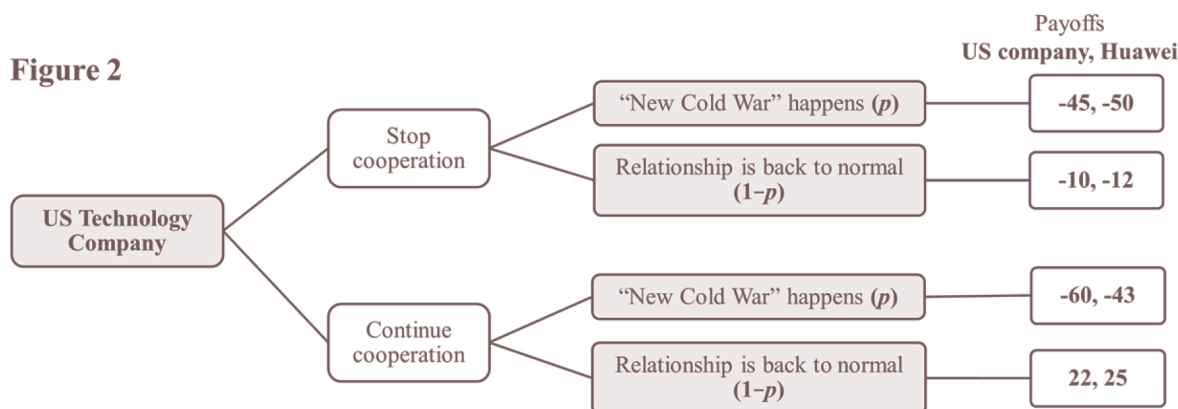 Payoffs
US company, Huawei
Figure 2
“New Cold War” happens (p)
-45, -50
Stop
cooperation
Relationship is back to normal
(1−p)
-10, -12
US Technology
Company
“New Cold War” happens (p)
-60, -43
Continue
cooperation
Relationship is back to normal
(1−p)
22, 25